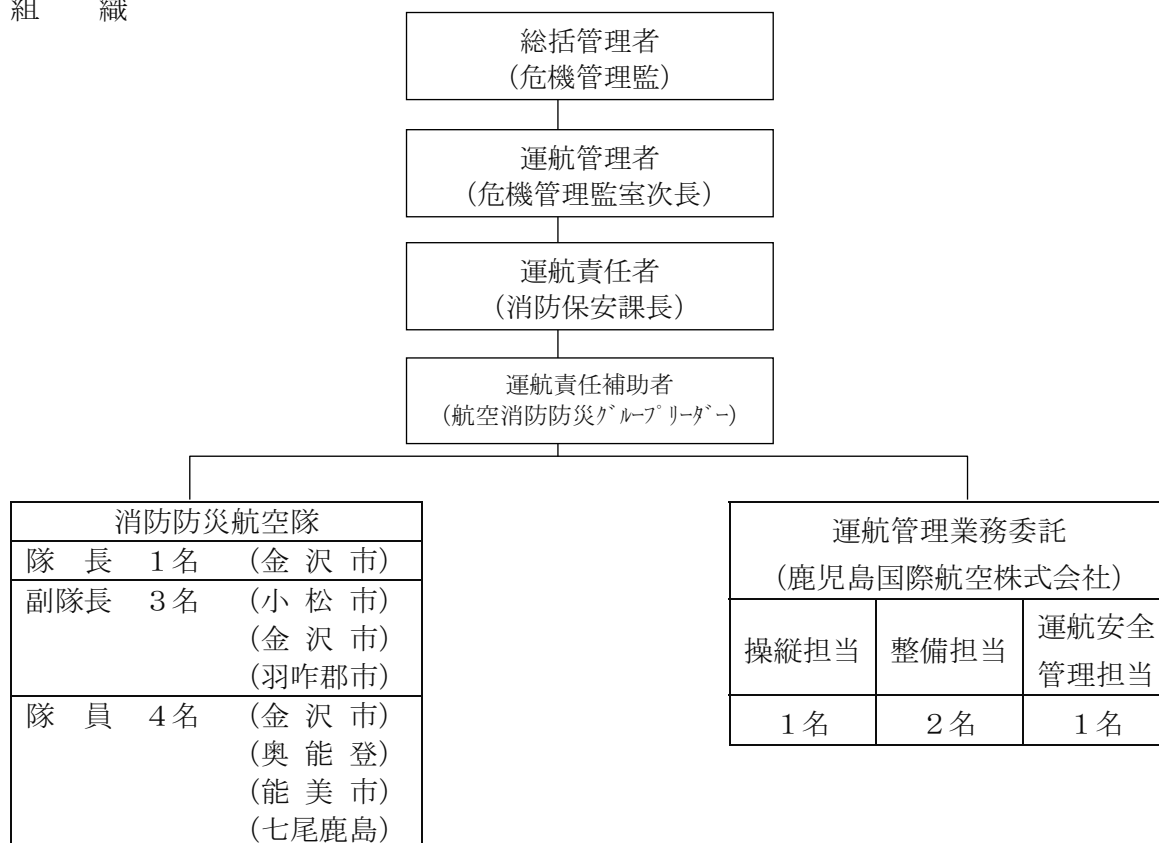 組　織
総括管理者
(危機管理監)
運航管理者
(危機管理監室次長)
運航責任者
(消防保安課長)
運航責任補助者
(航空消防防災ｸﾞﾙｰﾌﾟﾘｰﾀﾞｰ)
消防防災航空隊
隊　長　１名　(金 沢 市)
副隊長　３名　(小 松 市)
(金 沢 市)
(羽咋郡市)
隊　員　４名　(金 沢 市)
(奥 能 登)
(能 美 市)
(七尾鹿島)
運航管理業務委託
(鹿児島国際航空株式会社)
操縦担当　整備担当　運航安全
管理担当
１名　２名　１名